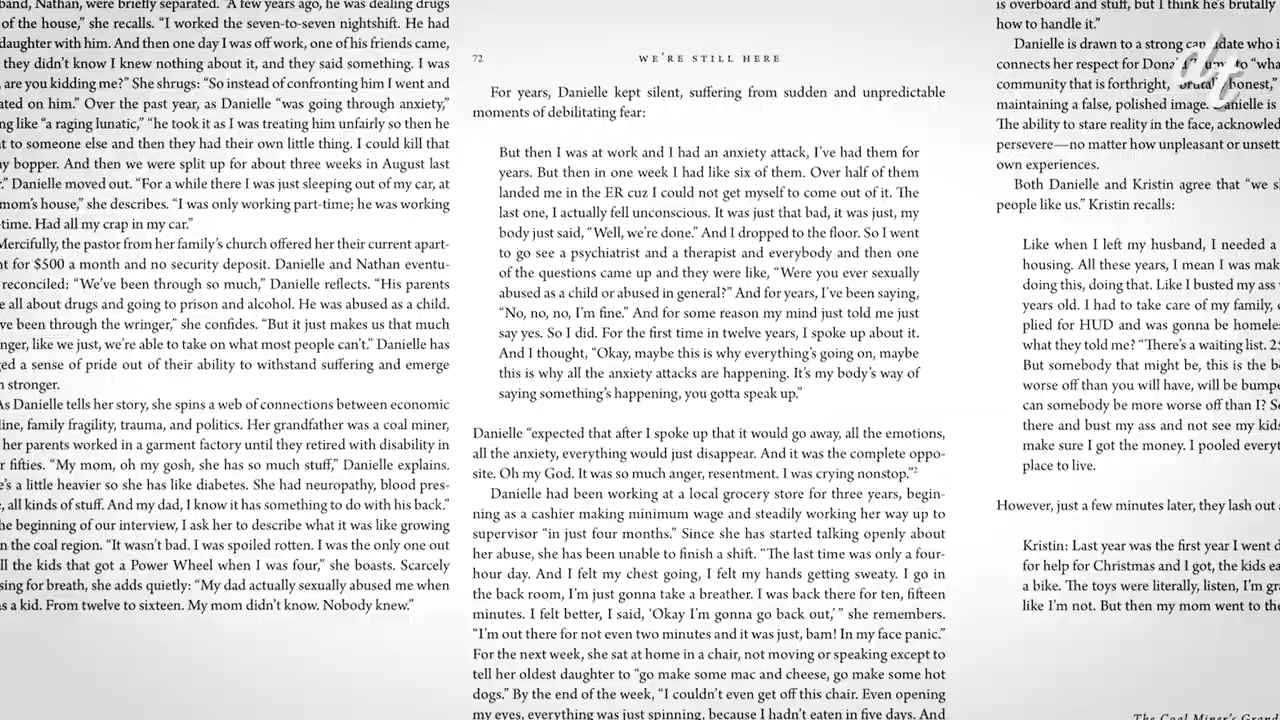 band, Nathan, were briefly separated. “A few years ago, he was dealing drugs
of the house,” she recalls. “I worked the seven-to-seven nightshift. He had
daughter with him. And then one day I was off work, one of his friends came,
they didn’t know I knew nothing about it, and they said something. I was
, are you kidding me?” She shrugs: “So instead of confronting him I went and
ated on him.” Over the past year, as Danielle “was going through anxiety,”
ng like “a raging lunatic,” “he took it as I was treating him unfairly so then he
t to someone else and then they had their own little thing. I could kill that
y bopper. And then we were split up for about three weeks in August last
.” Danielle moved out. “For a while there I was just sleeping out of my car, at
mom’s house,” she describes. “I was only working part-time; he was working
-time. Had all my crap in my car.”
Mercifully, the pastor from her family’s church offered her their current apart-
nt for $500 a month and no security deposit. Danielle and Nathan eventu-
reconciled: “We’ve been through so much,” Danielle reflects. “His parents
e all about drugs and going to prison and alcohol. He was abused as a child.
ve been through the wringer,” she confides. “But it just makes us that much
nger, like we just, we’re able to take on what most people can’t.” Danielle has
ged a sense of pride out of their ability to withstand suffering and emerge
n stronger.
As Danielle tells her story, she spins a web of connections between economic
line, family fragility, trauma, and politics. Her grandfather was a coal miner,
her parents worked in a garment factory until they retired with disability in
r fifties. “My mom, oh my gosh, she has so much stuff,” Danielle explains.
e’s a little heavier so she has like diabetes. She had neuropathy, blood pres-
e, all kinds of stuff. And my dad, I know it has something to do with his back.”
he beginning of our interview, I ask her to describe what it was like growing
n the coal region. “It wasn’t bad. I was spoiled rotten. I was the only one out
ll the kids that got a Power Wheel when I was four,” she boasts. Scarcely
sing for breath, she adds quietly: “My dad actually sexually abused me when
as a kid. From twelve to sixteen. My mom didn’t know. Nobody knew.”
72 WE’RE STILL HERE
For years, Danielle kept silent, suffering from sudden and unpredictable
moments of debilitating fear:
But then I was at work and I had an anxiety attack, I’ve had them for
years. But then in one week I had like six of them. Over half of them
landed me in the ER cuz I could not get myself to come out of it. The
last one, I actually fell unconscious. It was just that bad, it was just, my
body just said, “Well, we’re done.” And I dropped to the floor. So I went
to go see a psychiatrist and a therapist and everybody and then one
of the questions came up and they were like, “Were you ever sexually
abused as a child or abused in general?” And for years, I’ve been saying,
“No, no, no, I’m fine.” And for some reason my mind just told me just
say yes. So I did. For the first time in twelve years, I spoke up about it.
And I thought, “Okay, maybe this is why everything’s going on, maybe
this is why all the anxiety attacks are happening. It’s my body’s way of
saying something’s happening, you gotta speak up.”
Danielle “expected that after I spoke up that it would go away, all the emotions,
all the anxiety, everything would just disappear. And it was the complete oppo-
site. Oh my God. It was so much anger, resentment. I was crying nonstop.”2
Danielle had been working at a local grocery store for three years, begin-
ning as a cashier making minimum wage and steadily working her way up to
supervisor “in just four months.” Since she has started talking openly about
her abuse, she has been unable to finish a shift. “The last time was only a four-
hour day. And I felt my chest going, I felt my hands getting sweaty. I go in
the back room, I’m just gonna take a breather. I was back there for ten, fifteen
minutes. I felt better, I said, ‘Okay I’m gonna go back out,’ ” she remembers.
“I’m out there for not even two minutes and it was just, bam! In my face panic.”
For the next week, she sat at home in a chair, not moving or speaking except to
tell her oldest daughter to “go make some mac and cheese, go make some hot
dogs.” By the end of the week, “I couldn’t even get off this chair. Even opening
my eyes, everything was just spinning, because I hadn’t eaten in five days. And
is overboard and stuff, but I think he’s brutally
how to handle it.”
Danielle is drawn to a strong candidate who i
connects her respect for Donald Trump to “wha
community that is forthright, “brutally honest,”
maintaining a false, polished image. Danielle is
The ability to stare reality in the face, acknowled
persevere—no matter how unpleasant or unsett
own experiences.
Both Danielle and Kristin agree that “we sh
people like us.” Kristin recalls:
Like when I left my husband, I needed a
housing. All these years, I mean I was mak
doing this, doing that. Like I busted my ass
years old. I had to take care of my family,
plied for HUD and was gonna be homele
what they told me? “There’s a waiting list. 25
But somebody that might be, this is the be
worse off than you will have, will be bumpe
can somebody be more worse off than I? So
there and bust my ass and not see my kids
make sure I got the money. I pooled everyt
place to live.
However, just a few minutes later, they lash out a
Kristin: Last year was the first year I went d
for help for Christmas and I got, the kids ea
a bike. The toys were literally, listen, I’m gra
like I’m not. But then my mom went to the
The Coal Miner’s Grand
dt